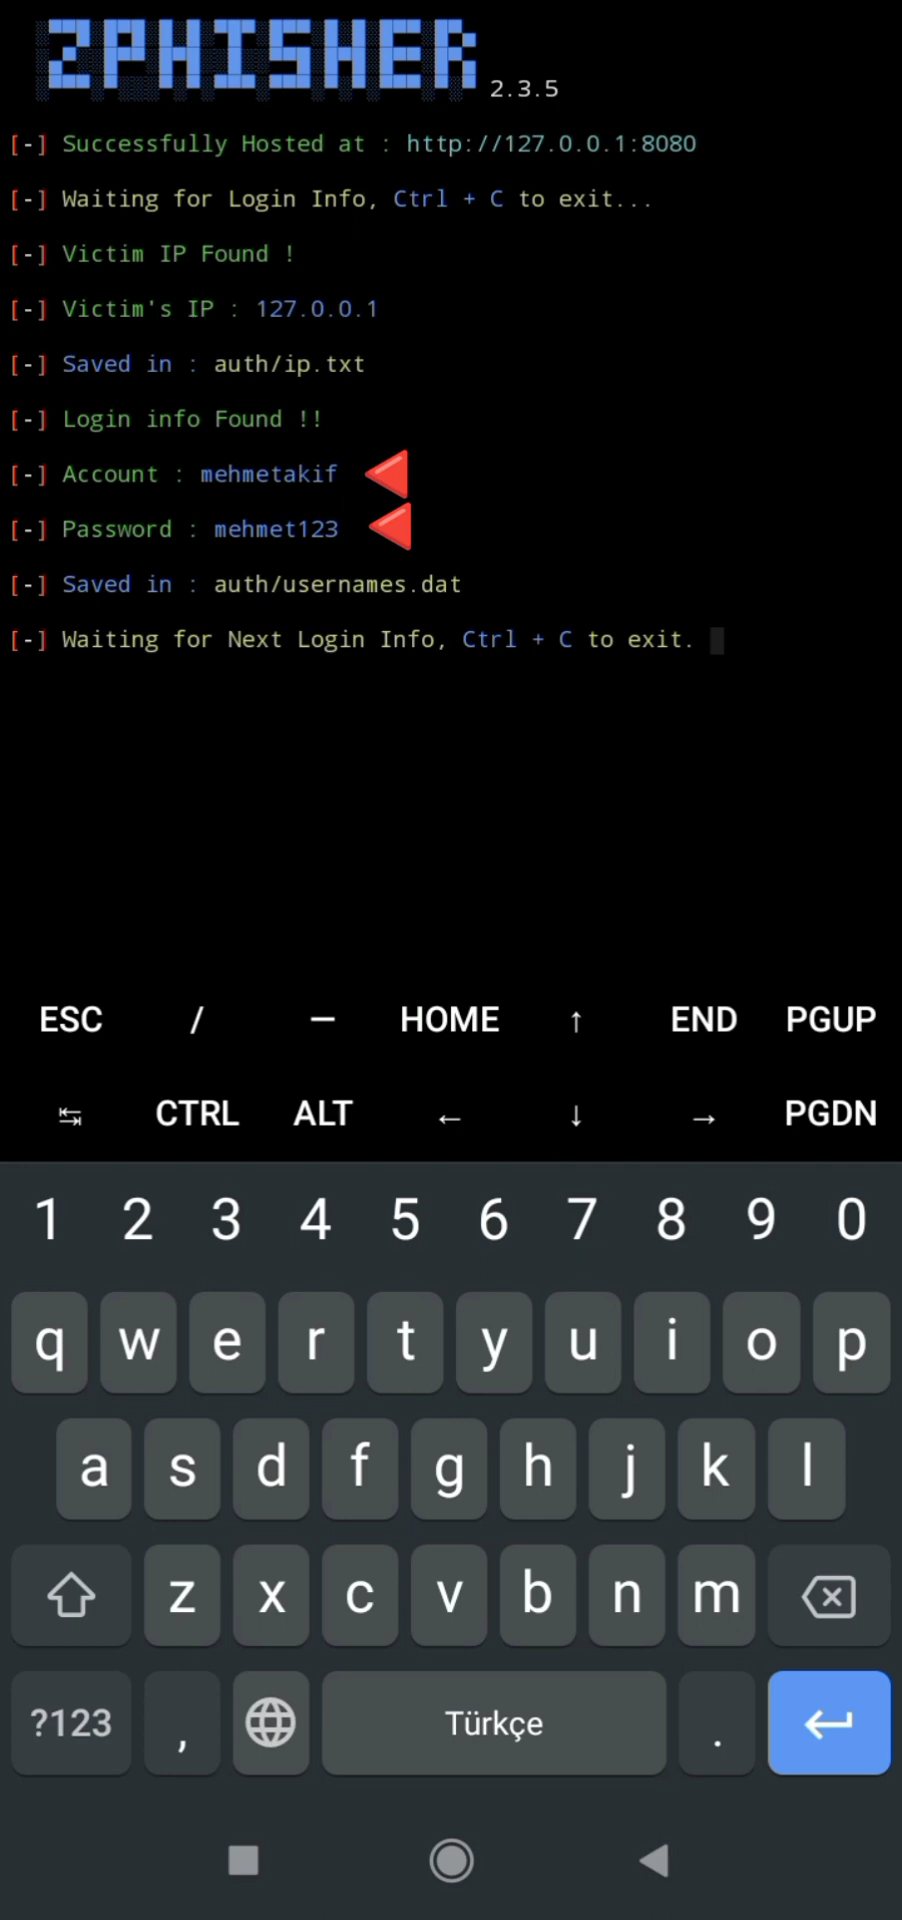 ZPHISHER 2.3.5
[-] Successfully Hosted at : http://127.0.0.1:8080
[-] Waiting for Login Info, Ctrl + C to exit...
[-] Victim IP Found !
[-] Victim's IP : 127.0.0.1
[-] Saved in : auth/ip.txt
[-] Login info Found !!
[-] Account : mehmetakif
[-] Password : mehmet123
[-] Saved in : auth/usernames.dat
[-] Waiting for Next Login Info, Ctrl + C to exit.
ESC / — HOME ↑ END PGUP
↹ CTRL ALT ← ↓ → PGDN
1 2 3 4 5 6 7 8 9 0
q w e r t y u i o p
a s d f g h j k l
z x c v b n m
?123 , Türkçe .